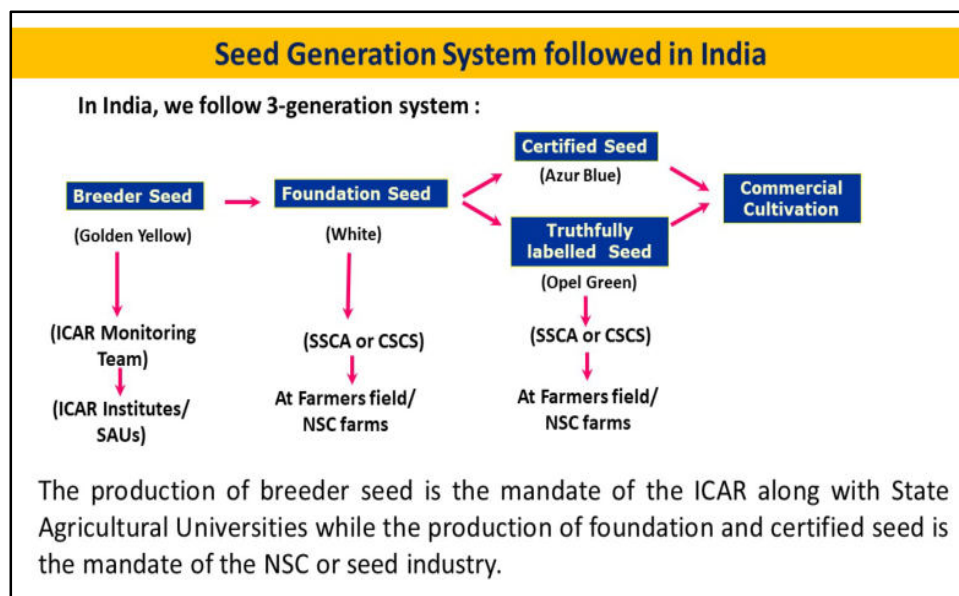 Seed Generation System followed in India
In India, we follow 3-generation system :
Breeder Seed
(Golden Yellow)
(ICAR Monitoring
Team)
(ICAR Institutes/
SAUs)
Foundation Seed
(White)
(SSCA or CSCS)
At Farmers field/
NSC farms
Certified Seed
(Azur Blue)
Truthfully
labelled Seed
(Opel Green)
(SSCA or CSCS)
At Farmers field/
NSC farms
Commercial
Cultivation
The production of breeder seed is the mandate of the ICAR along with State
Agricultural Universities while the production of foundation and certified seed is
the mandate of the NSC or seed industry.